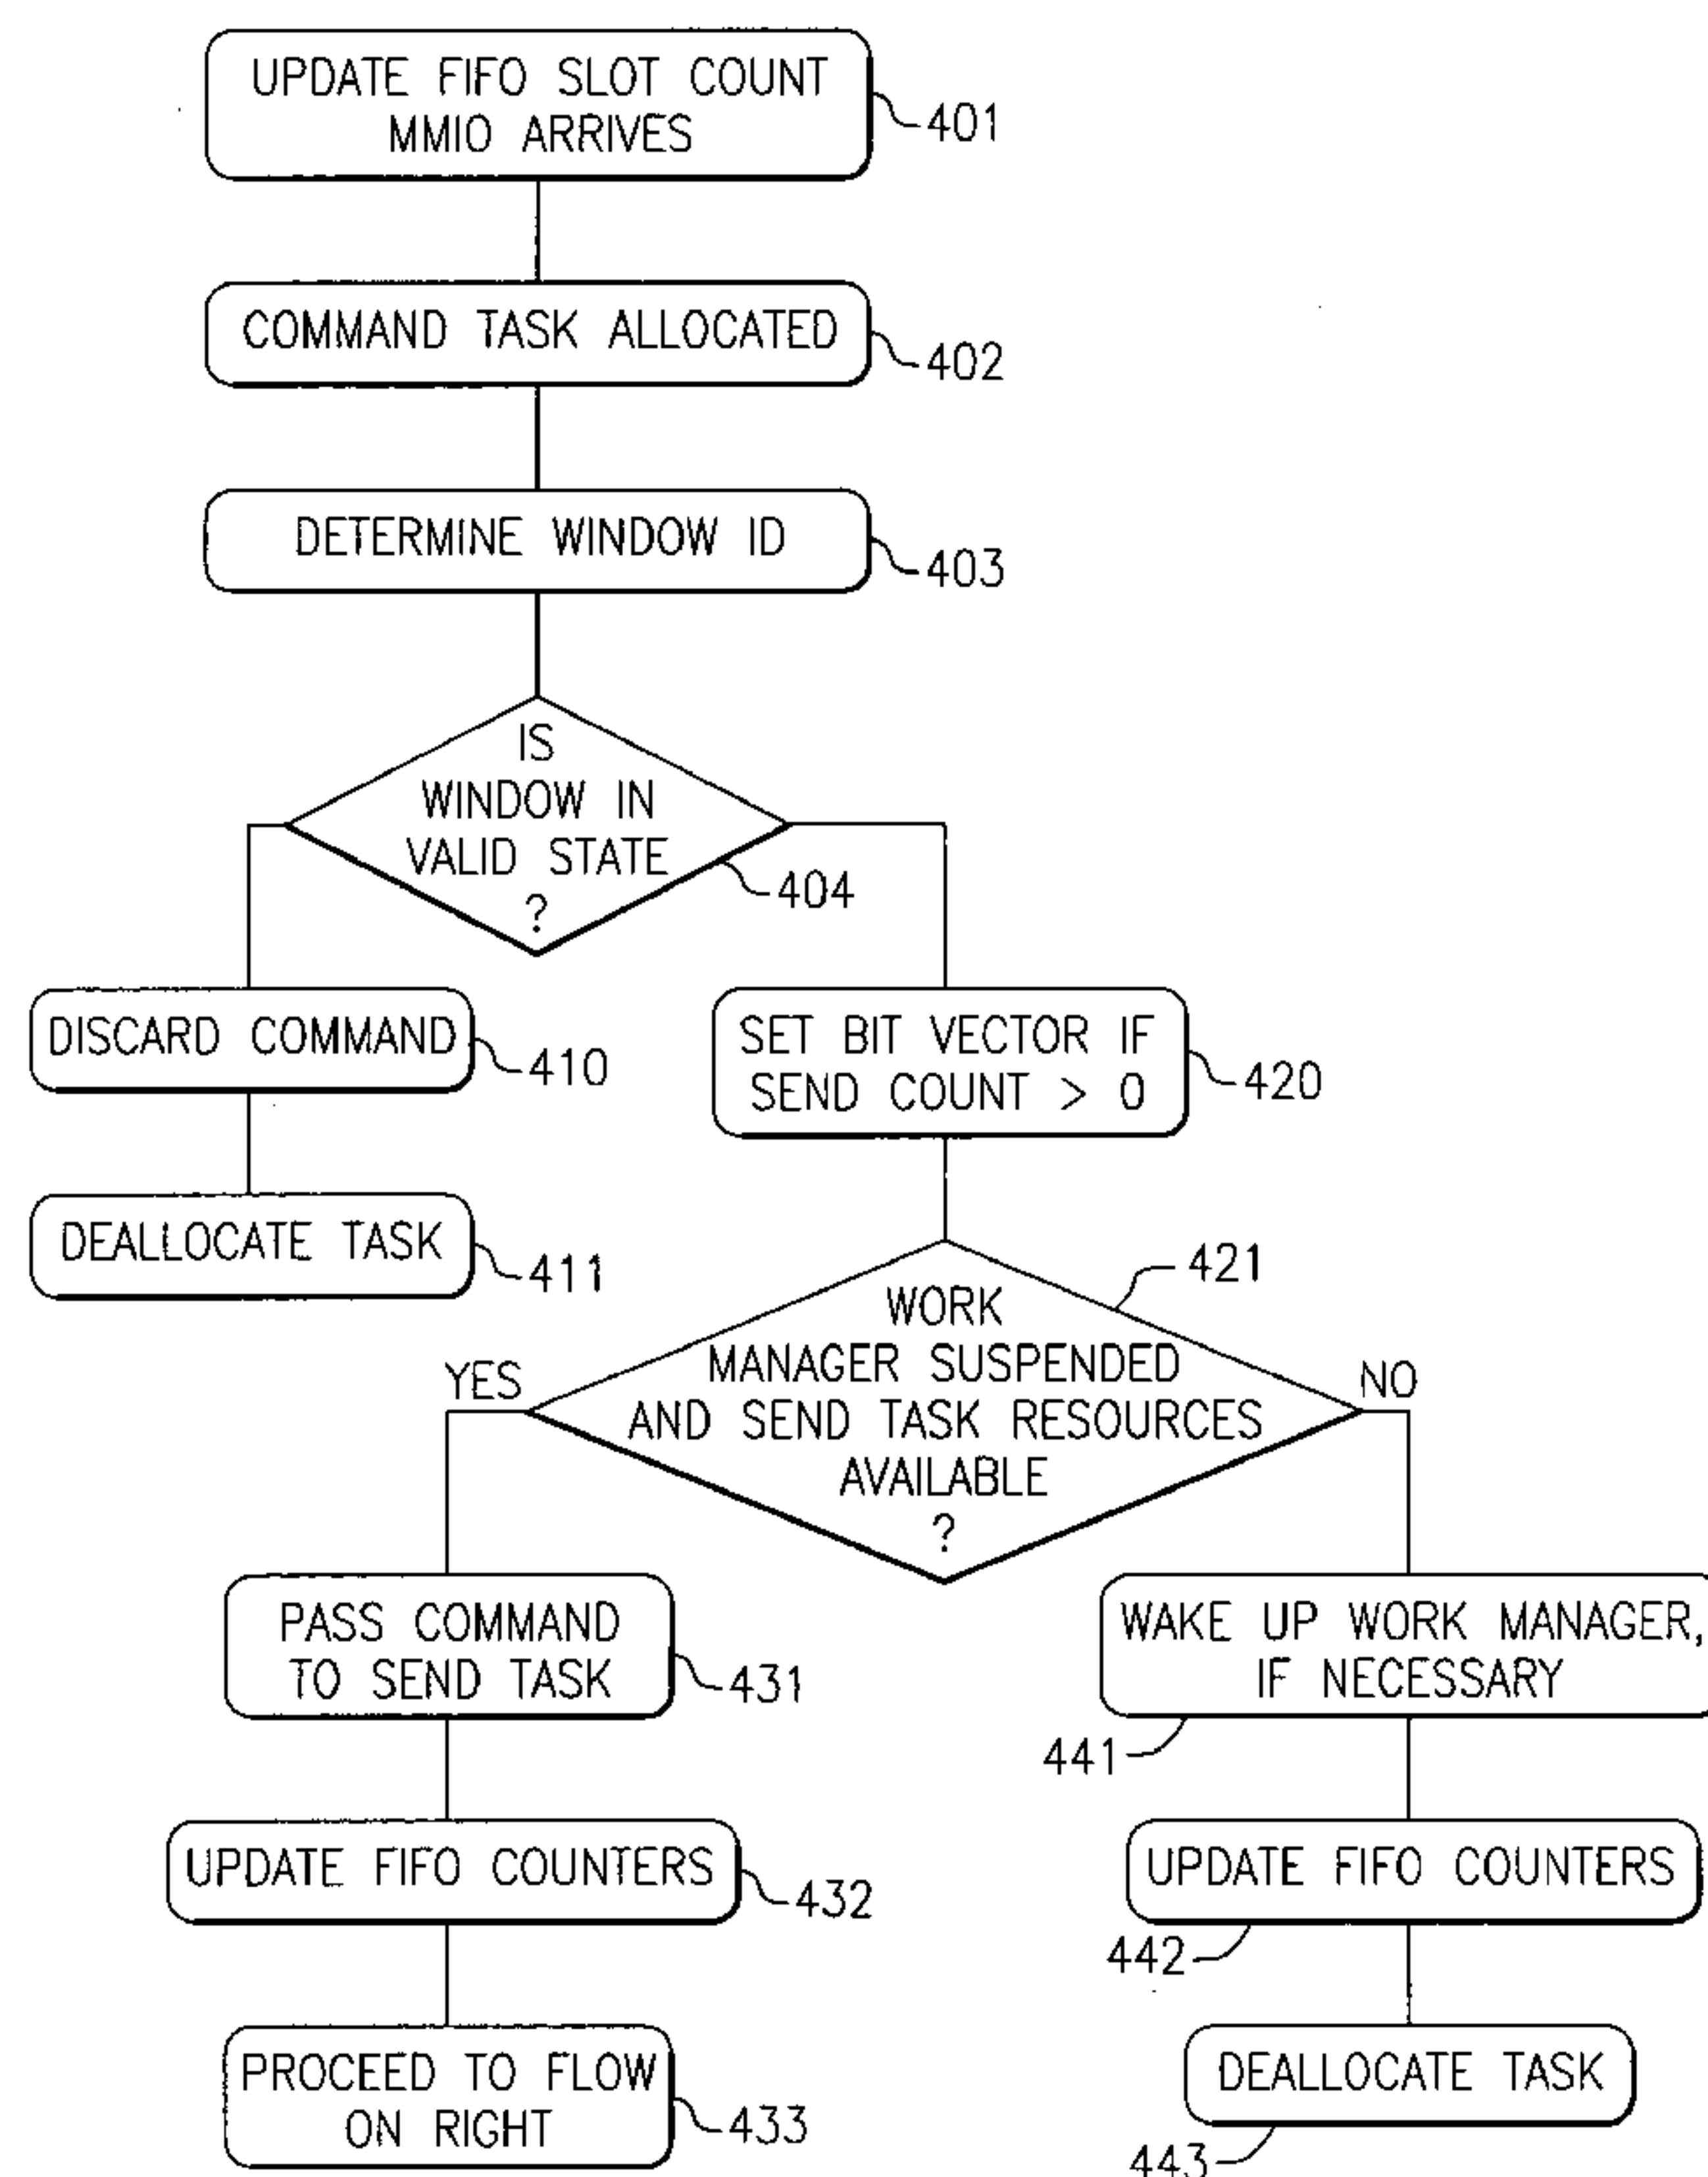 UPDATE FIFO SLOT COUNT
MMIO ARRIVES
401
COMMAND TASK ALLOCATED
402
DETERMINE WINDOW ID
403
IS
WINDOW IN
VALID STATE
?
404
DISCARD COMMAND
410
DEALLOCATE TASK
411
SET BIT VECTOR IF
SEND COUNT > 0
420
421
WORK
MANAGER SUSPENDED
AND SEND TASK RESOURCES
AVAILABLE
?
YES
NO
PASS COMMAND
TO SEND TASK
431
UPDATE FIFO COUNTERS
432
PROCEED TO FLOW
ON RIGHT
433
WAKE UP WORK MANAGER,
IF NECESSARY
441
UPDATE FIFO COUNTERS
442
DEALLOCATE TASK
443